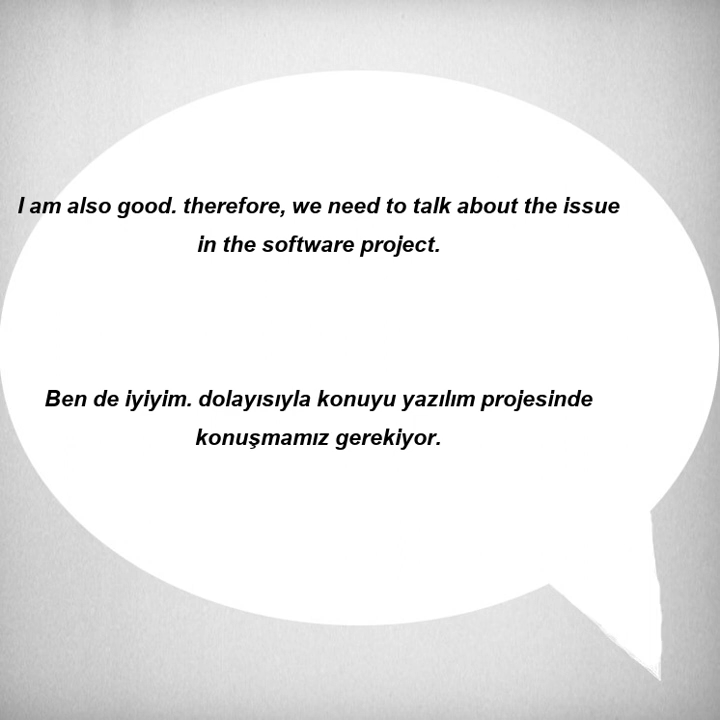 I am also good. therefore, we need to talk about the issue
in the software project.
Ben de iyiyim. dolayısıyla konuyu yazılım projesinde
konuşmamız gerekiyor.